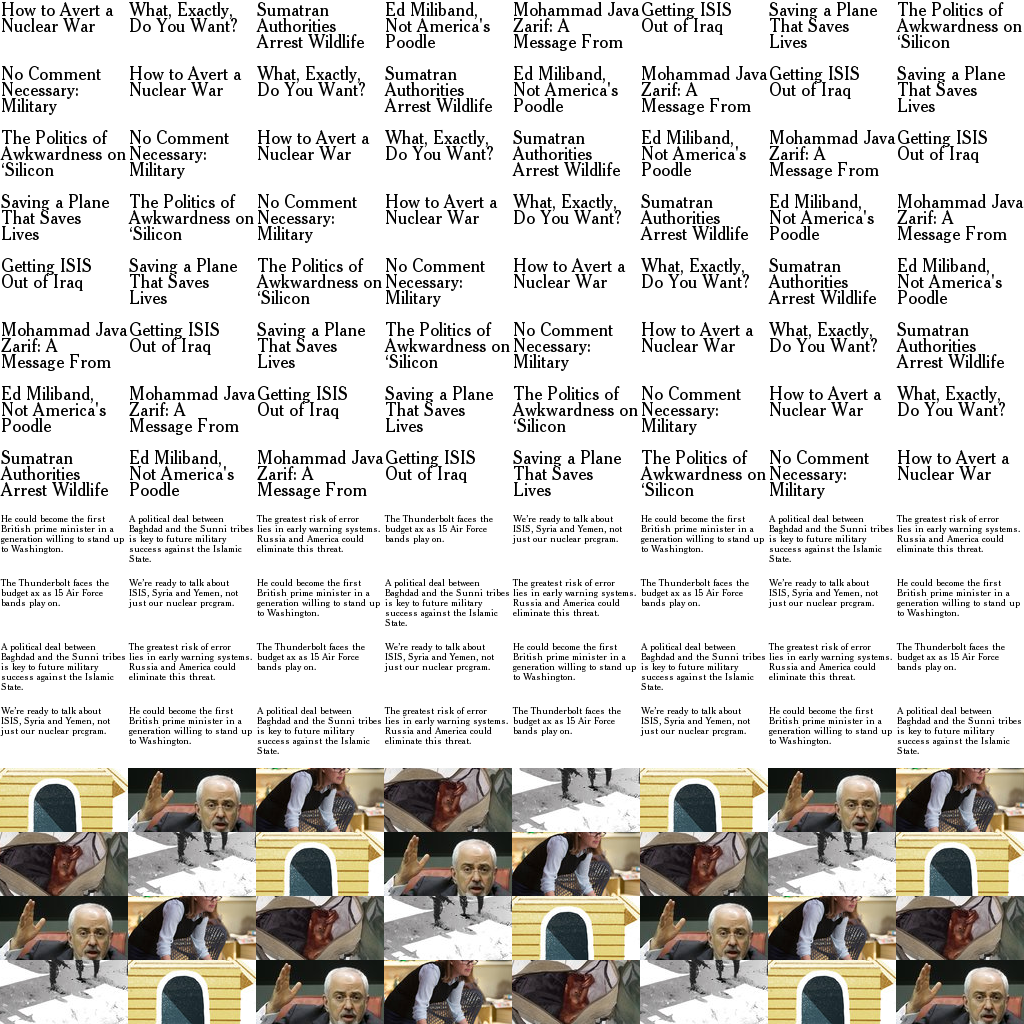 How to Avert a
Nuclear War
What, Exactly,
Do You Want?
Sumatran
Authorities
Arrest Wildlife
Ed Miliband,
Not America's
Poodle
Mohammad Java
Zarif: A
Message From
Getting ISIS
Out of Iraq
Saving a Plane
That Saves
Lives
The Politics of
Awkwardness on
‘Silicon
No Comment
Necessary:
Military
How to Avert a
Nuclear War
What, Exactly,
Do You Want?
Sumatran
Authorities
Arrest Wildlife
Ed Miliband,
Not America's
Poodle
Mohammad Java
Zarif: A
Message From
Getting ISIS
Out of Iraq
Saving a Plane
That Saves
Lives
The Politics of
Awkwardness on
‘Silicon
No Comment
Necessary:
Military
How to Avert a
Nuclear War
What, Exactly,
Do You Want?
Sumatran
Authorities
Arrest Wildlife
Ed Miliband,
Not America's
Poodle
Mohammad Java
Zarif: A
Message From
Getting ISIS
Out of Iraq
Saving a Plane
That Saves
Lives
The Politics of
Awkwardness on
‘Silicon
No Comment
Necessary:
Military
How to Avert a
Nuclear War
What, Exactly,
Do You Want?
Sumatran
Authorities
Arrest Wildlife
Ed Miliband,
Not America's
Poodle
Mohammad Java
Zarif: A
Message From
Getting ISIS
Out of Iraq
Saving a Plane
That Saves
Lives
The Politics of
Awkwardness on
‘Silicon
No Comment
Necessary:
Military
How to Avert a
Nuclear War
What, Exactly,
Do You Want?
Sumatran
Authorities
Arrest Wildlife
Ed Miliband,
Not America's
Poodle
Mohammad Java
Zarif: A
Message From
Getting ISIS
Out of Iraq
Saving a Plane
That Saves
Lives
The Politics of
Awkwardness on
‘Silicon
No Comment
Necessary:
Military
How to Avert a
Nuclear War
What, Exactly,
Do You Want?
Sumatran
Authorities
Arrest Wildlife
Ed Miliband,
Not America's
Poodle
Mohammad Java
Zarif: A
Message From
Getting ISIS
Out of Iraq
Saving a Plane
That Saves
Lives
The Politics of
Awkwardness on
‘Silicon
No Comment
Necessary:
Military
How to Avert a
Nuclear War
What, Exactly,
Do You Want?
Sumatran
Authorities
Arrest Wildlife
Ed Miliband,
Not America's
Poodle
Mohammad Java
Zarif: A
Message From
Getting ISIS
Out of Iraq
Saving a Plane
That Saves
Lives
The Politics of
Awkwardness on
‘Silicon
No Comment
Necessary:
Military
How to Avert a
Nuclear War
He could become the first
British prime minister in a
generation willing to stand up
to Washington.
A political deal between
Baghdad and the Sunni tribes
is key to future military
success against the Islamic
State.
The greatest risk of error
lies in early warning systems.
Russia and America could
eliminate this threat.
The Thunderbolt faces the
budget ax as 15 Air Force
bands play on.
We're ready to talk about
ISIS, Syria and Yemen, not
just our nuclear program.
He could become the first
British prime minister in a
generation willing to stand up
to Washington.
A political deal between
Baghdad and the Sunni tribes
is key to future military
success against the Islamic
State.
The greatest risk of error
lies in early warning systems.
Russia and America could
eliminate this threat.
The Thunderbolt faces the
budget ax as 15 Air Force
bands play on.
We're ready to talk about
ISIS, Syria and Yemen, not
just our nuclear program.
He could become the first
British prime minister in a
generation willing to stand up
to Washington.
A political deal between
Baghdad and the Sunni tribes
is key to future military
success against the Islamic
State.
The greatest risk of error
lies in early warning systems.
Russia and America could
eliminate this threat.
The Thunderbolt faces the
budget ax as 15 Air Force
bands play on.
We're ready to talk about
ISIS, Syria and Yemen, not
just our nuclear program.
He could become the first
British prime minister in a
generation willing to stand up
to Washington.
A political deal between
Baghdad and the Sunni tribes
is key to future military
success against the Islamic
State.
The greatest risk of error
lies in early warning systems.
Russia and America could
eliminate this threat.
The Thunderbolt faces the
budget ax as 15 Air Force
bands play on.
We're ready to talk about
ISIS, Syria and Yemen, not
just our nuclear program.
He could become the first
British prime minister in a
generation willing to stand up
to Washington.
A political deal between
Baghdad and the Sunni tribes
is key to future military
success against the Islamic
State.
The greatest risk of error
lies in early warning systems.
Russia and America could
eliminate this threat.
The Thunderbolt faces the
budget ax as 15 Air Force
bands play on.
We're ready to talk about
ISIS, Syria and Yemen, not
just our nuclear program.
He could become the first
British prime minister in a
generation willing to stand up
to Washington.
A political deal between
Baghdad and the Sunni tribes
is key to future military
success against the Islamic
State.
The greatest risk of error
lies in early warning systems.
Russia and America could
eliminate this threat.
The Thunderbolt faces the
budget ax as 15 Air Force
bands play on.
We're ready to talk about
ISIS, Syria and Yemen, not
just our nuclear program.
He could become the first
British prime minister in a
generation willing to stand up
to Washington.
A political deal between
Baghdad and the Sunni tribes
is key to future military
success against the Islamic
State.